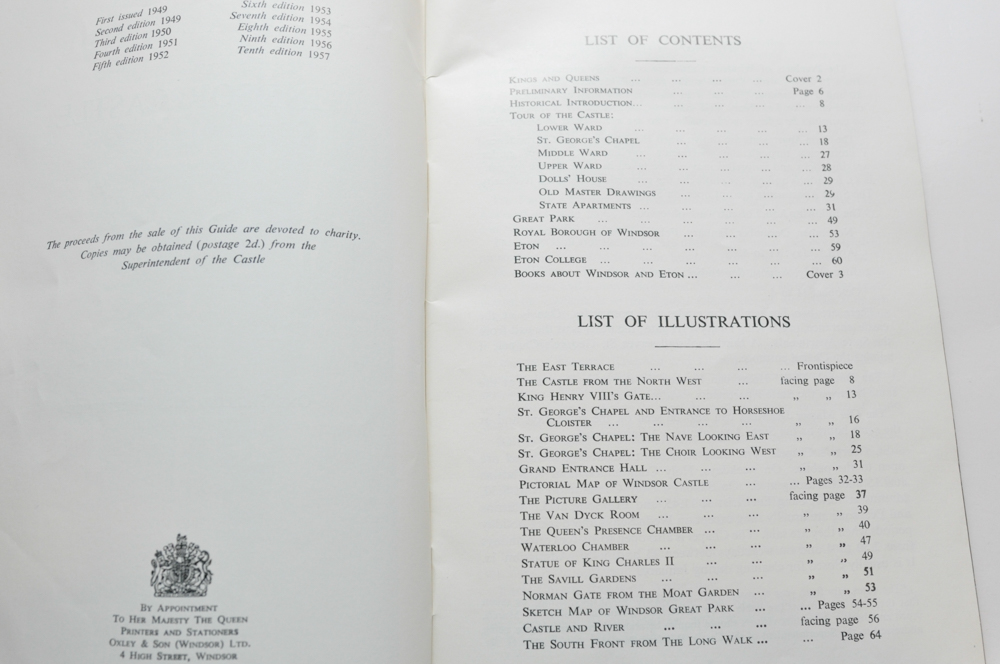 First issued 1949
Second edition 1949
Third edition 1950
Fourth edition 1951
Fifth edition 1952
Sixth edition 1953
Seventh edition 1954
Eighth edition 1955
Ninth edition 1956
Tenth edition 1957
The proceeds from the sale of this Guide are devoted to charity.
Copies may be obtained (postage 2d.) from the
Superintendent of the Castle
By Appointment
To Her Majesty The Queen
Printers and Stationers
Oxley & Son (Windsor) Ltd.
4 High Street, Windsor
LIST OF CONTENTS
Kings and Queens ... ... ... ... Cover 2
Preliminary Information ... ... ... Page 6
Historical Introduction... ... ... ... ... 8
Tour of the Castle:
Lower Ward ... ... ... ... ... 13
St. George's Chapel ... ... ... ... 18
Middle Ward ... ... ... ... ... 27
Upper Ward ... ... ... ... ... 28
Dolls' House ... ... ... ... ... 29
Old Master Drawings ... ... ... ... 29
State Apartments ... ... ... ... ... 31
Great Park ... ... ... ... ... ... 49
Royal Borough of Windsor ... ... ... ... 53
Eton ... ... ... ... ... ... ... 59
Eton College ... ... ... ... ... ... 60
Books about Windsor and Eton ... ... ... Cover 3
LIST OF ILLUSTRATIONS
The East Terrace ... ... ... ... Frontispiece
The Castle from the North West ... facing page 8
King Henry VIII's Gate... ... ... „ „ 13
St. George's Chapel and Entrance to Horseshoe
Cloister ... ... ... ... „ „ 16
St. George's Chapel: The Nave Looking East „ „ 18
St. George's Chapel: The Choir Looking West „ „ 25
Grand Entrance Hall ... ... ... „ „ 31
Pictorial Map of Windsor Castle ... ... Pages 32-33
The Picture Gallery ... ... ... facing page 37
The Van Dyck Room ... ... ... „ „ 39
The Queen's Presence Chamber ... ... „ „ 40
Waterloo Chamber ... ... ... „ „ 47
Statue of King Charles II ... ... „ „ 49
The Savill Gardens ... ... ... „ „ 51
Norman Gate from the Moat Garden ... „ „ 53
Sketch Map of Windsor Great Park ... ... Pages 54-55
Castle and River ... ... ... facing page 56
The South Front from The Long Walk ... ... Page 64